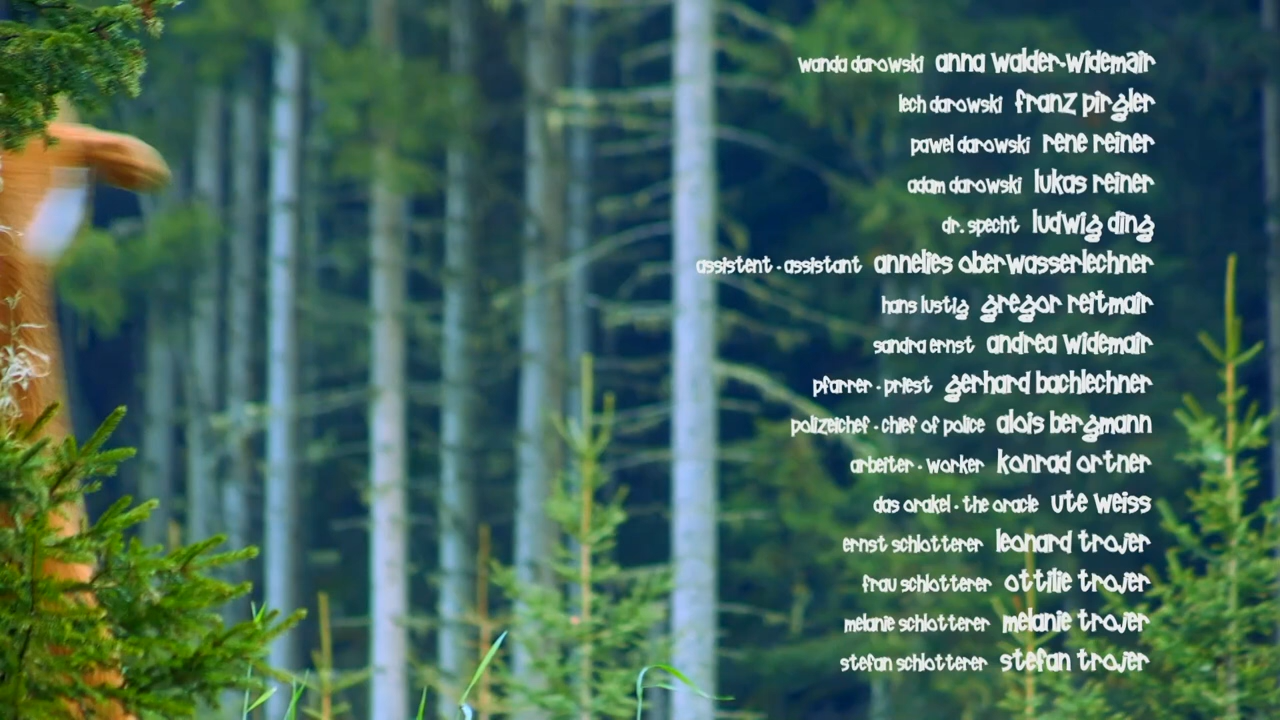 wanda darowski anna walder-widemair
lech darowski franz pirgler
pawel darowski rene reiner
adam darowski lukas reiner
dr. specht ludwig ding
assistent · assistant annelies oberwasserlechner
hans lustig gregor reitmair
sandra ernst andrea widemair
pfarrer · priest gerhard bachlechner
polizeichef · chief of police alois bergmann
arbeiter · worker konrad ortner
das orakel · the oracle ute weiss
ernst schlotterer leonard trojer
frau schlotterer ottilie trojer
melanie schlotterer melanie trojer
stefan schlotterer stefan trojer